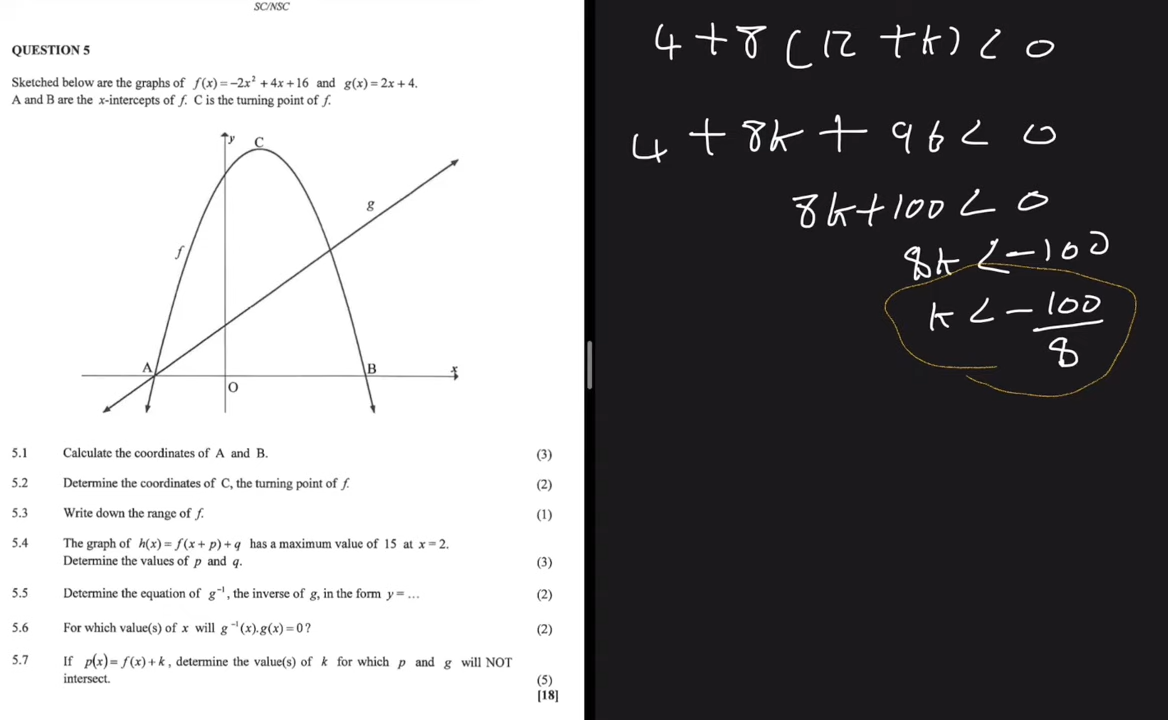 SC/NSC
QUESTION 5
Sketched below are the graphs of f(x) = −2x² + 4x + 16 and g(x) = 2x + 4.
A and B are the x-intercepts of f. C is the turning point of f.
y
C
g
f
A
B
x
O
5.1 Calculate the coordinates of A and B. (3)
5.2 Determine the coordinates of C, the turning point of f. (2)
5.3 Write down the range of f. (1)
5.4 The graph of h(x) = f(x + p) + q has a maximum value of 15 at x = 2.
Determine the values of p and q. (3)
5.5 Determine the equation of g⁻¹, the inverse of g, in the form y = ... (2)
5.6 For which value(s) of x will g⁻¹(x).g(x) = 0? (2)
5.7 If p(x) = f(x) + k, determine the value(s) of k for which p and g will NOT
intersect. (5)
[18]
4 + 8(12 + k) < 0
4 + 8k + 96 < 0
8k + 100 < 0
8k < −100
k < − 100/8